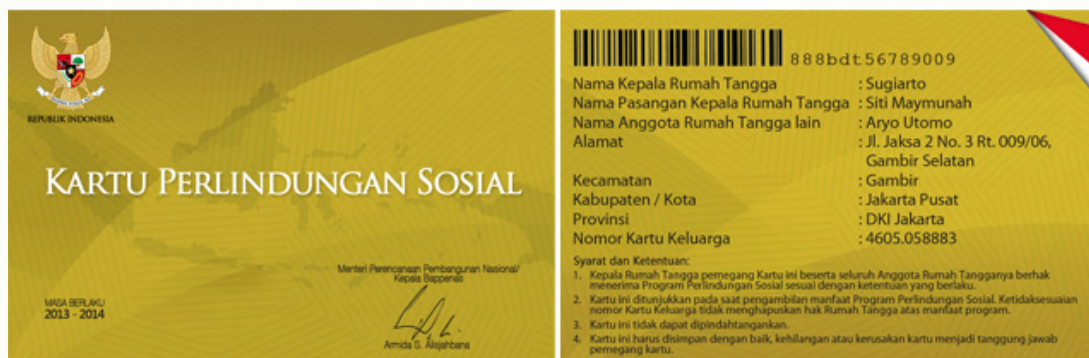 REPUBLIK INDONESIA
KARTU PERLINDUNGAN SOSIAL
Menteri Perencanaan Pembangunan Nasional/
Kepala Bappenas
MASA BERLAKU
2013 - 2014
Armida S. Alisjahbana
888bdt56789009
Nama Kepala Rumah Tangga : Sugiarto
Nama Pasangan Kepala Rumah Tangga : Siti Maymunah
Nama Anggota Rumah Tangga lain : Aryo Utomo
Alamat : Jl. Jaksa 2 No. 3 Rt. 009/06,
Gambir Selatan
Kecamatan : Gambir
Kabupaten / Kota : Jakarta Pusat
Provinsi : DKI Jakarta
Nomor Kartu Keluarga : 4605.058883
Syarat dan Ketentuan:
1. Kepala Rumah Tangga pemegang Kartu ini beserta seluruh Anggota Rumah Tangganya berhak
menerima Program Perlindungan Sosial sesuai dengan ketentuan yang berlaku.
2. Kartu ini ditunjukkan pada saat pengambilan manfaat Program Perlindungan Sosial. Ketidaksesuaian
nomor Kartu Keluarga tidak menghapuskan hak Rumah Tangga atas manfaat program.
3. Kartu ini tidak dapat dipindahtangankan.
4. Kartu ini harus disimpan dengan baik, kehilangan atau kerusakan kartu menjadi tanggung jawab
pemegang kartu.